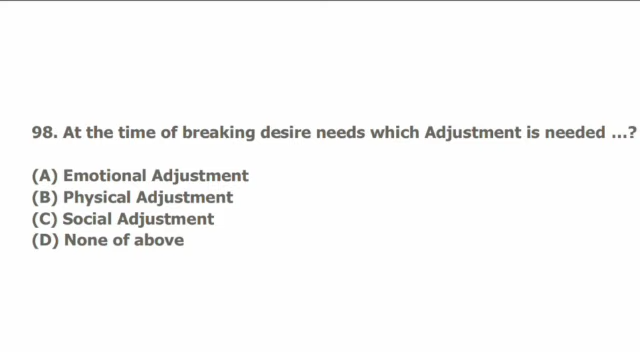 98. At the time of breaking desire needs which Adjustment is needed ...?
(A) Emotional Adjustment
(B) Physical Adjustment
(C) Social Adjustment
(D) None of above